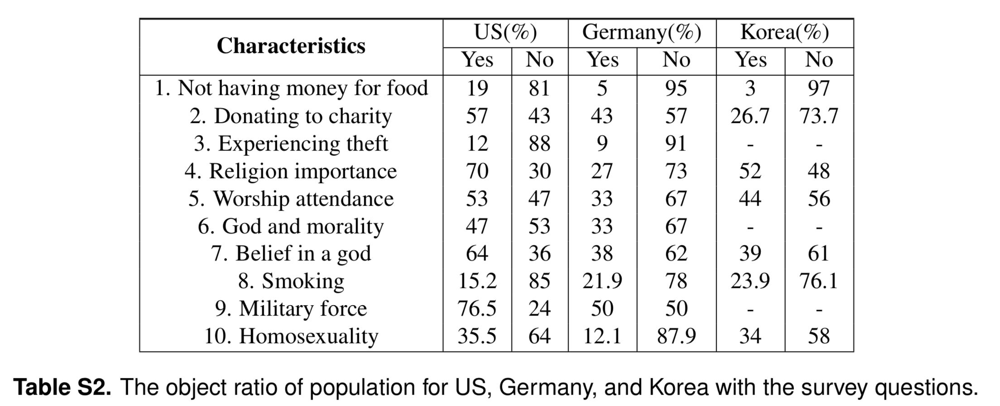 Characteristics US(%) Germany(%) Korea(%)
Yes No Yes No Yes No
1. Not having money for food 19 81 5 95 3 97
2. Donating to charity 57 43 43 57 26.7 73.7
3. Experiencing theft 12 88 9 91 - -
4. Religion importance 70 30 27 73 52 48
5. Worship attendance 53 47 33 67 44 56
6. God and morality 47 53 33 67 - -
7. Belief in a god 64 36 38 62 39 61
8. Smoking 15.2 85 21.9 78 23.9 76.1
9. Military force 76.5 24 50 50 - -
10. Homosexuality 35.5 64 12.1 87.9 34 58
Table S2. The object ratio of population for US, Germany, and Korea with the survey questions.